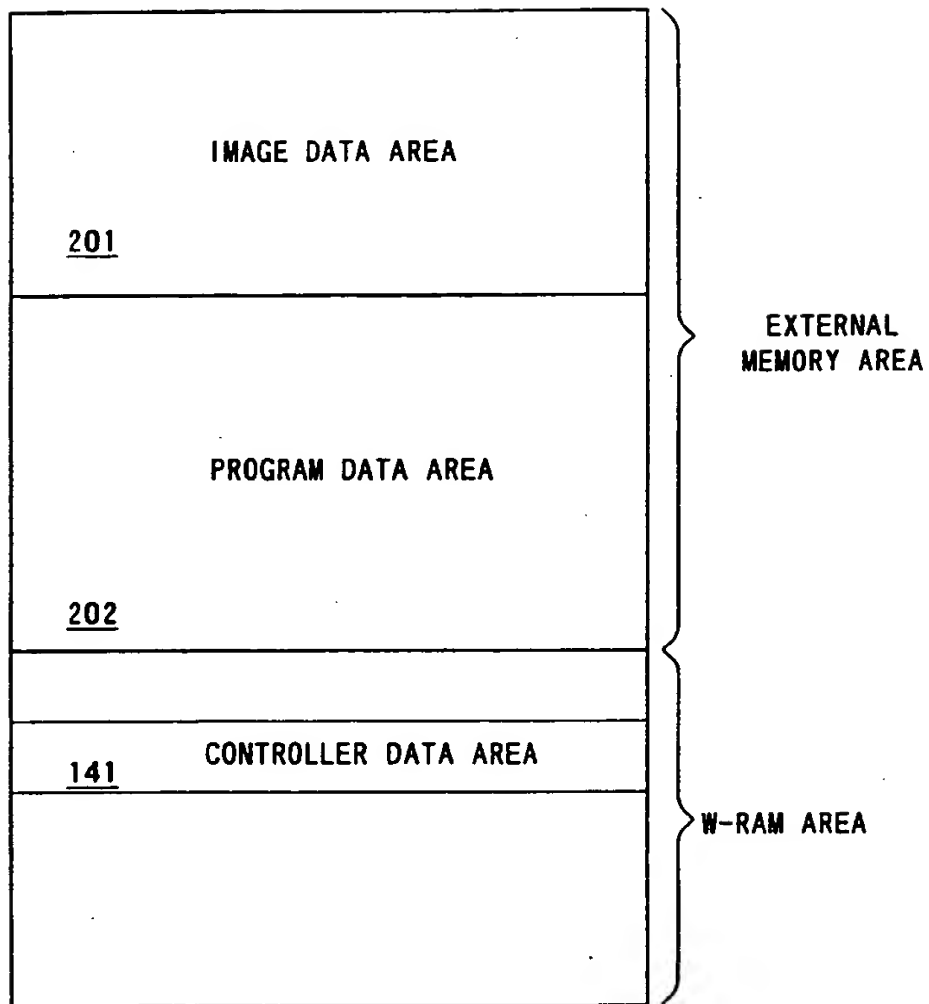 IMAGE DATA AREA
201
EXTERNAL
MEMORY AREA
PROGRAM DATA AREA
202
CONTROLLER DATA AREA
141
W-RAM AREA